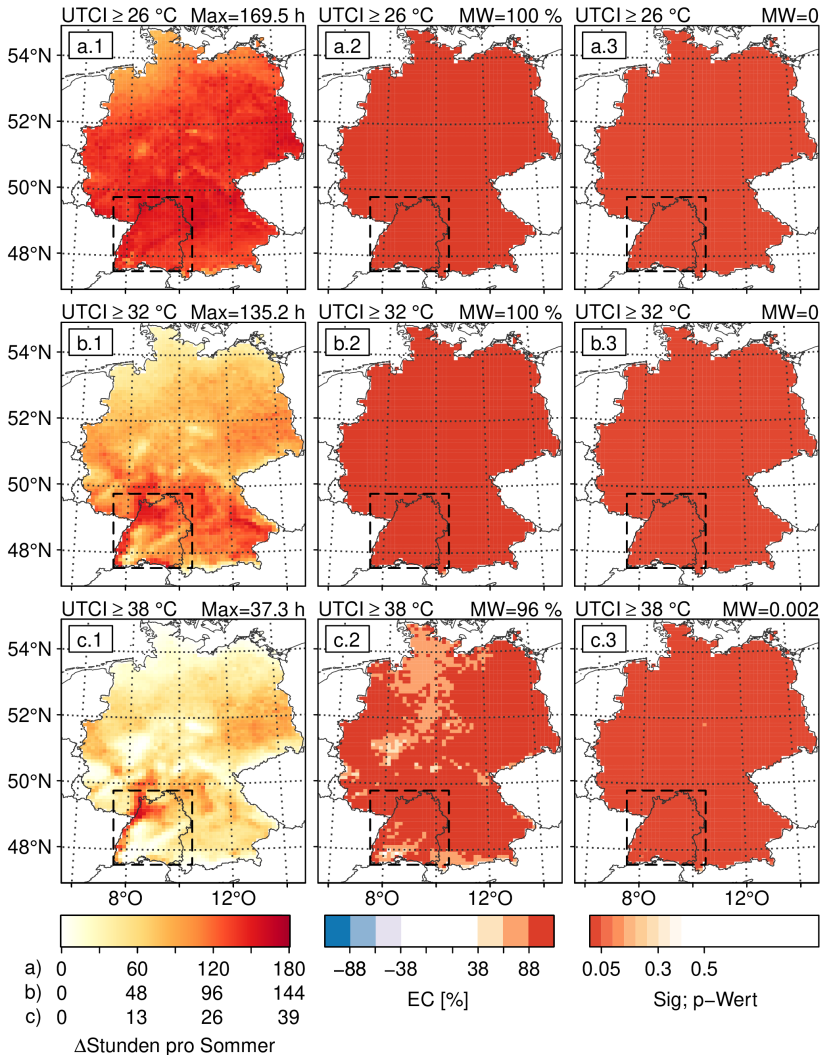 UTCI ≥ 26 °C Max=169.5 h UTCI ≥ 26 °C MW=100 % UTCI ≥ 26 °C MW=0
54°N a.1 a.2 a.3
52°N
50°N
48°N
UTCI ≥ 32 °C Max=135.2 h UTCI ≥ 32 °C MW=100 % UTCI ≥ 32 °C MW=0
54°N b.1 b.2 b.3
52°N
50°N
48°N
UTCI ≥ 38 °C Max=37.3 h UTCI ≥ 38 °C MW=96 % UTCI ≥ 38 °C MW=0.002
54°N c.1 c.2 c.3
52°N
50°N
48°N
8°O 12°O 8°O 12°O 8°O 12°O
−88 −38 38 88 0.05 0.3 0.5
a) 0 60 120 180
b) 0 48 96 144
c) 0 13 26 39
EC [%] Sig; p−Wert
ΔStunden pro Sommer